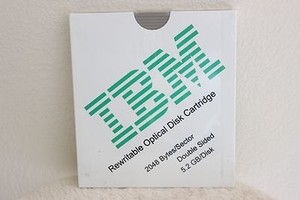 IBM
Rewritable Optical Disk Cartridge
2048 Bytes/Sector
Double Sided
5.2 GB/Disk